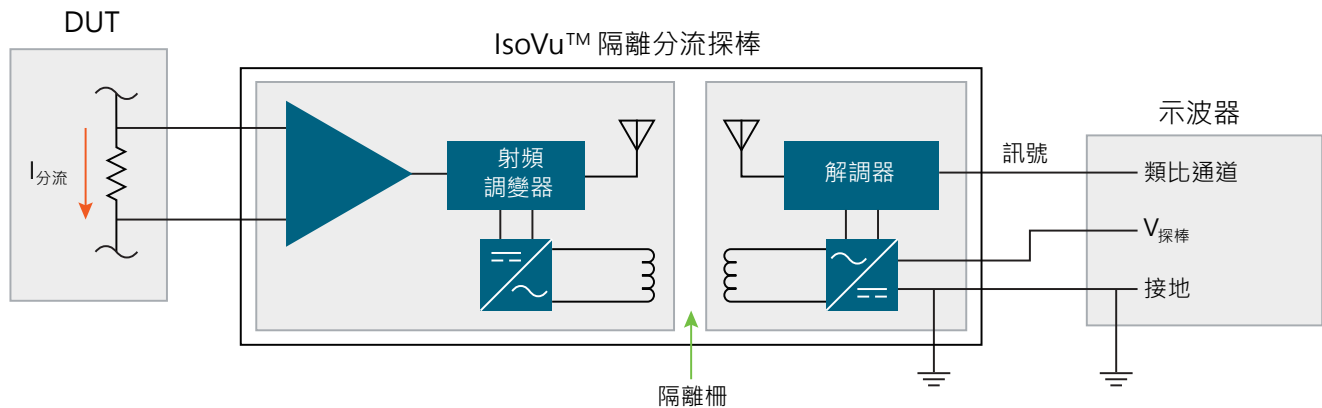 DUT
IsoVu™ 隔離分流探棒
示波器
I分流
射頻
調變器
解調器
訊號
類比通道
V探棒
接地
隔離柵